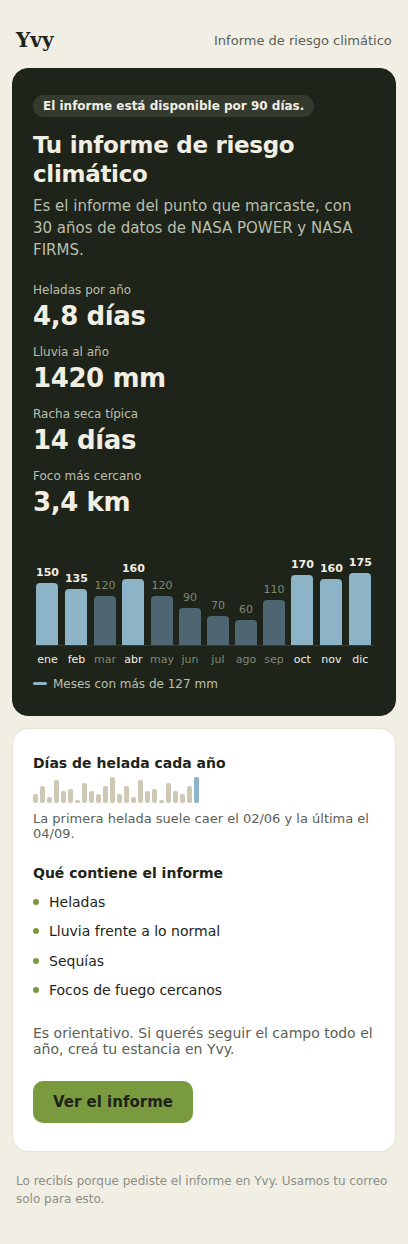 Yvy
Informe de riesgo climático
El informe está disponible por 90 días.
Tu informe de riesgo
climático
Es el informe del punto que marcaste, con
30 años de datos de NASA POWER y NASA
FIRMS.
Heladas por año
4,8 días
Lluvia al año
1420 mm
Racha seca típica
14 días
Foco más cercano
3,4 km
150 135 120 160 120 90 70 60 110 170 160 175
ene feb mar abr may jun jul ago sep oct nov dic
Meses con más de 127 mm
Días de helada cada año
La primera helada suele caer el 02/06 y la última el
04/09.
Qué contiene el informe
Heladas
Lluvia frente a lo normal
Sequías
Focos de fuego cercanos
Es orientativo. Si querés seguir el campo todo el
año, creá tu estancia en Yvy.
Ver el informe
Lo recibís porque pediste el informe en Yvy. Usamos tu correo
solo para esto.